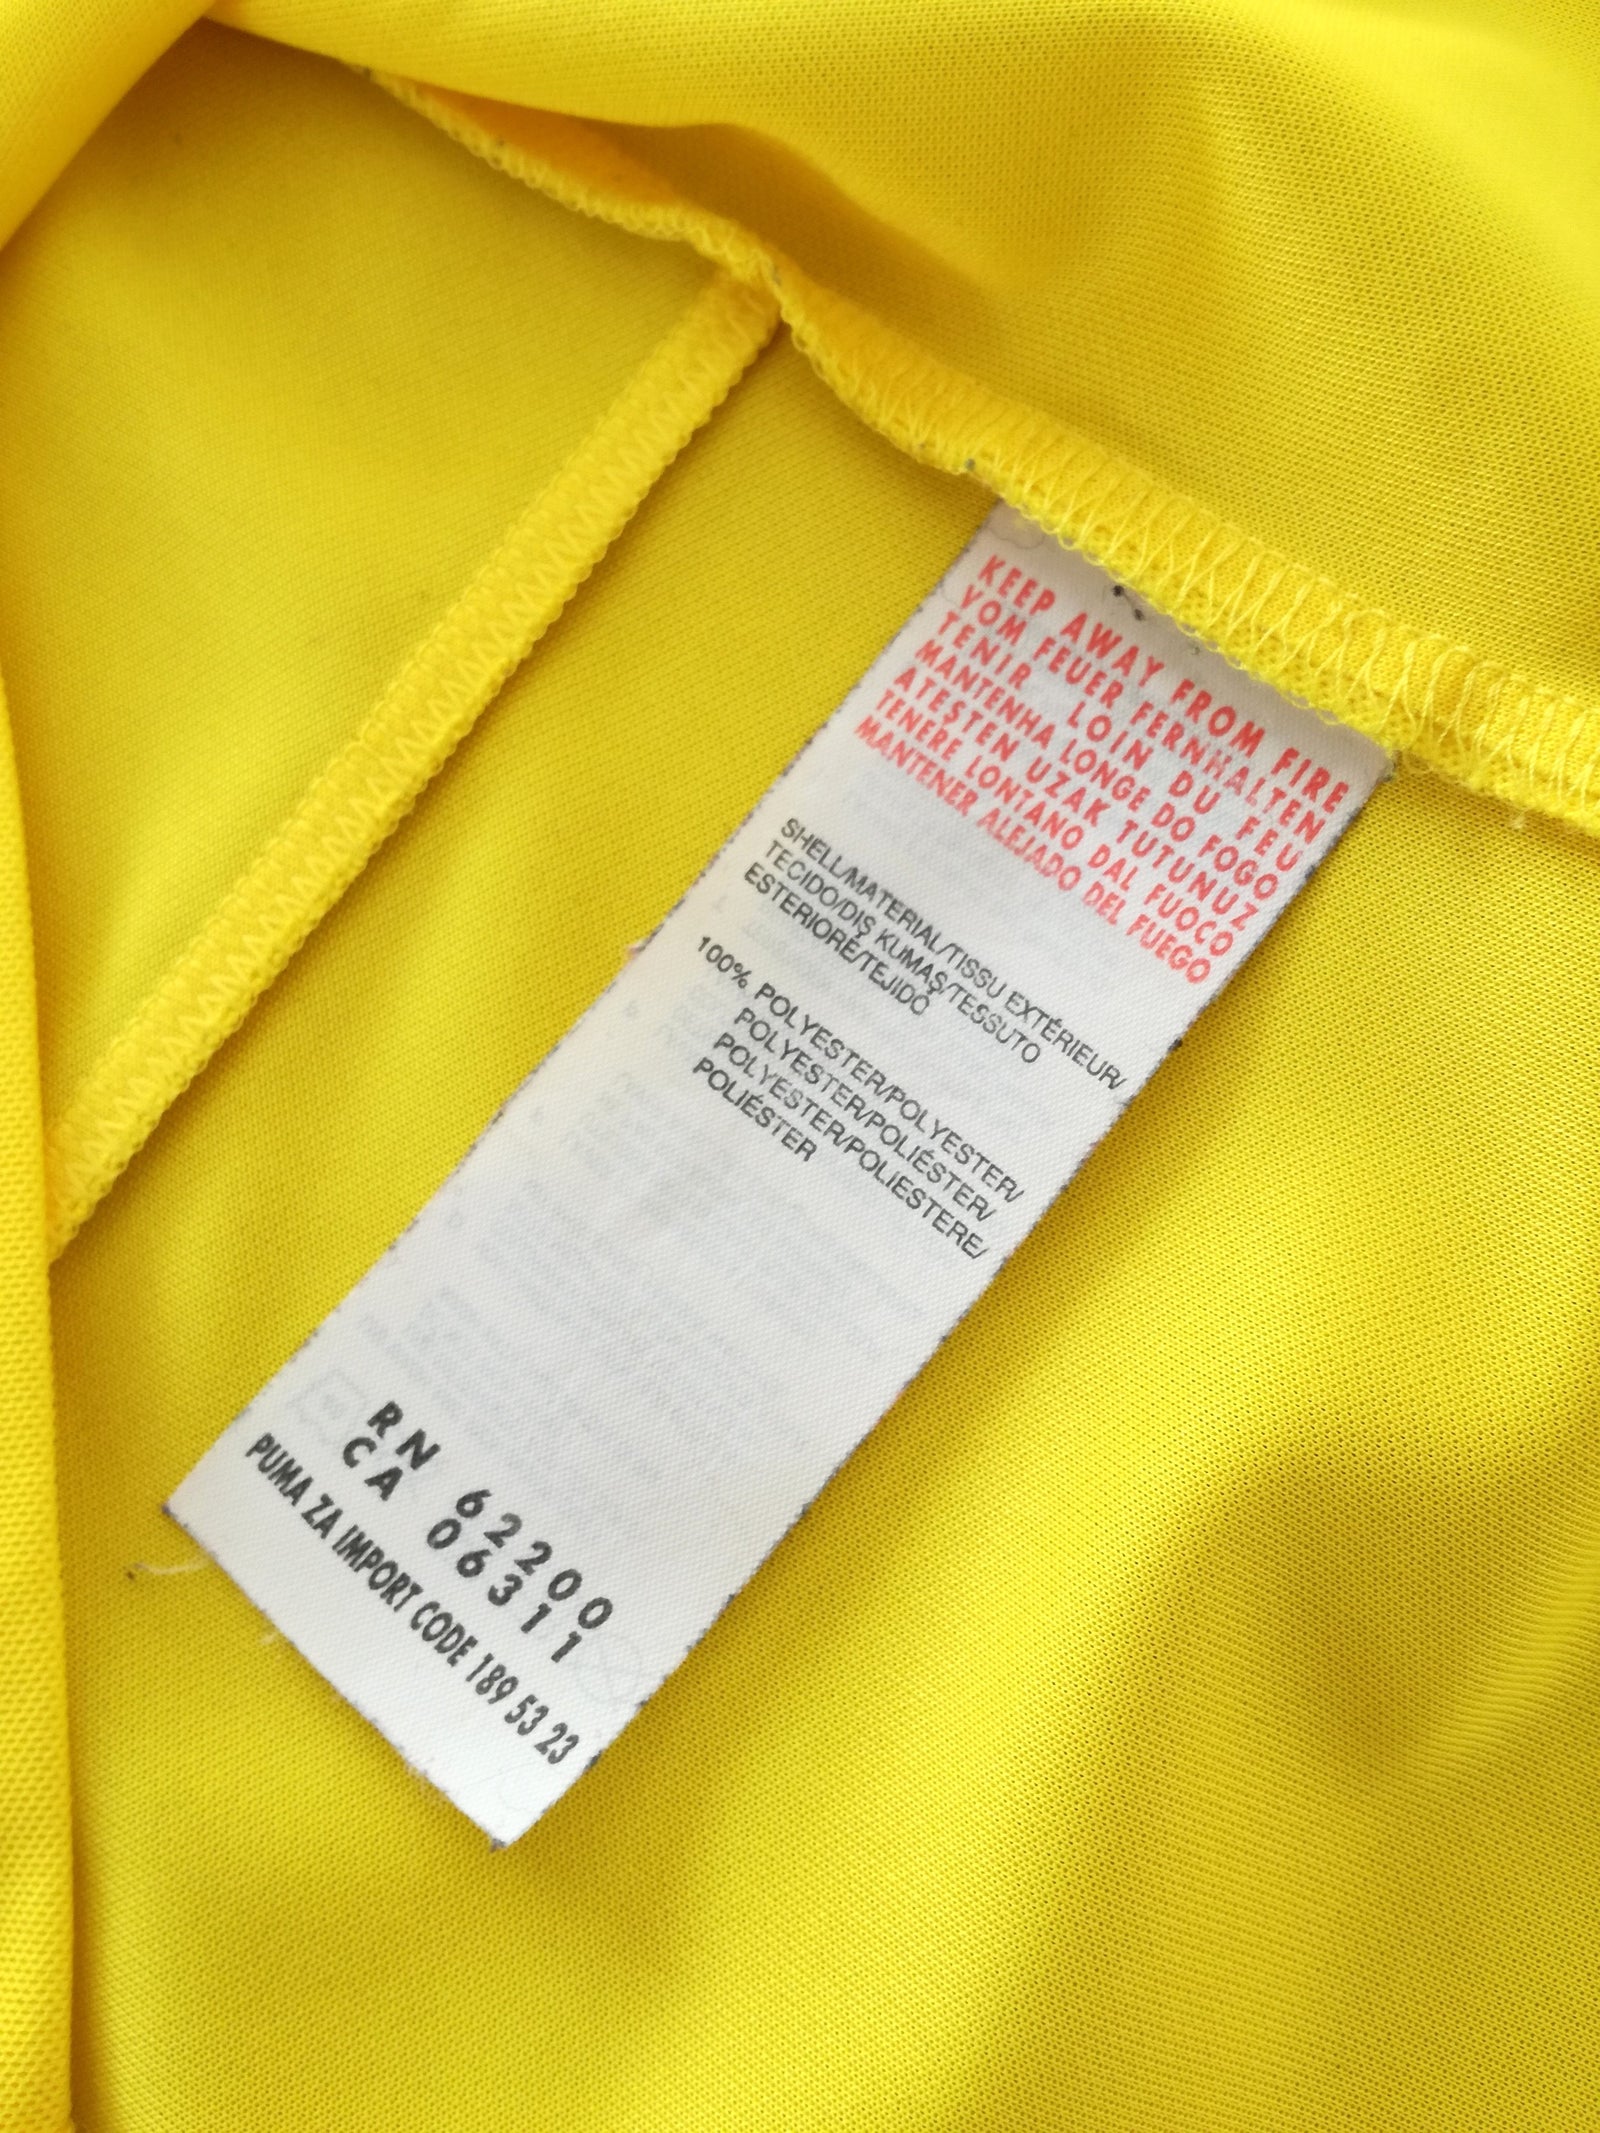 KEEP AWAY FROM FIRE
VOM FEUER FERNHALTEN
TENIR LOIN DU FEU
MANTENHA LONGE DO FOGO
ATEŞTEN UZAK TUTUNUZ
TENERE LONTANO DAL FUOCO
MANTENER ALEJADO DEL FUEGO
SHELL/MATERIAL/TISSU EXTÉRIEUR/
TECIDO/DIŞ KUMAŞ/TESSUTO
ESTERIORE/TEJIDO
100% POLYESTER/POLYESTER/
POLYESTER/POLIÉSTER/
POLYESTER/POLIESTERE/
POLIÉSTER
RN 62200
CA 06311
PUMA ZA IMPORT CODE 189 53 23